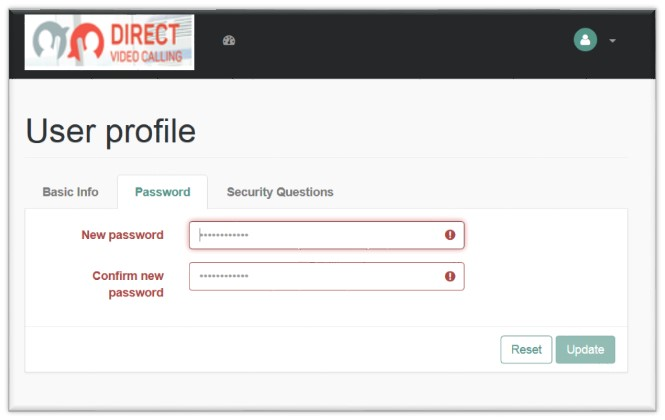 DIRECT
VIDEO CALLING
User profile
Basic Info Password Security Questions
New password ••••••••••••
Confirm new ••••••••••••
password
Reset Update